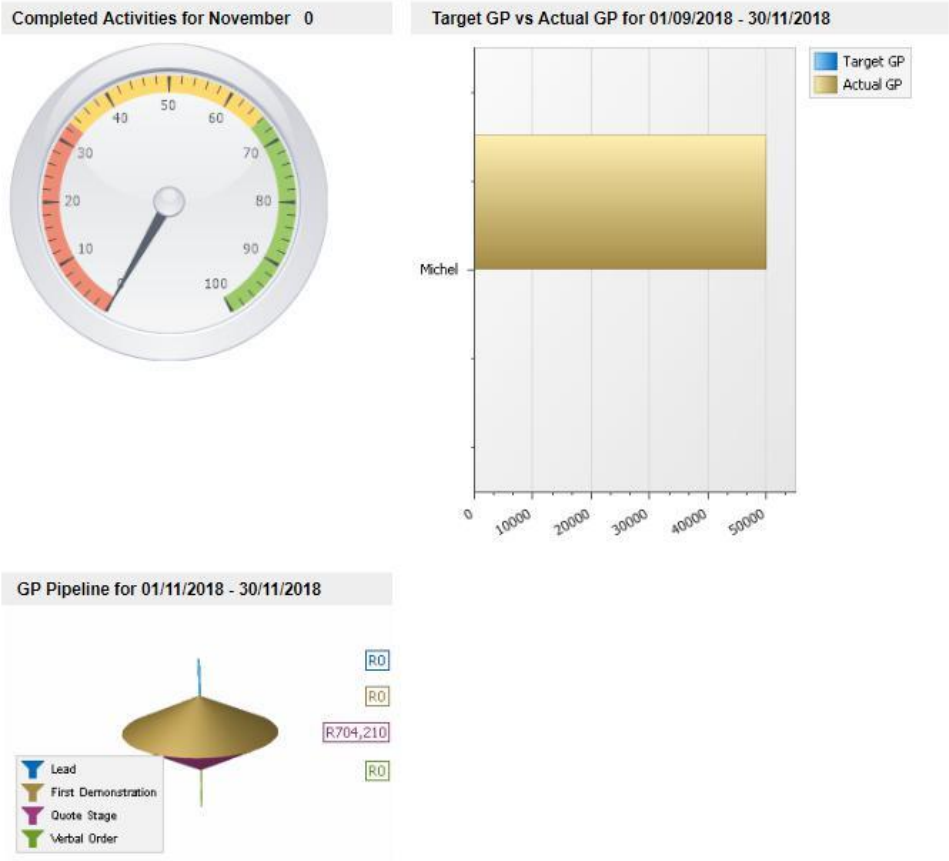 Completed Activities for November 0
50
40
60
30
70
20
80
10
90
0
100
Target GP vs Actual GP for 01/09/2018 - 30/11/2018
Target GP
Actual GP
Michel
0
10000
20000
30000
40000
50000
GP Pipeline for 01/11/2018 - 30/11/2018
R0
R0
R704,210
R0
Lead
First Demonstration
Quote Stage
Verbal Order